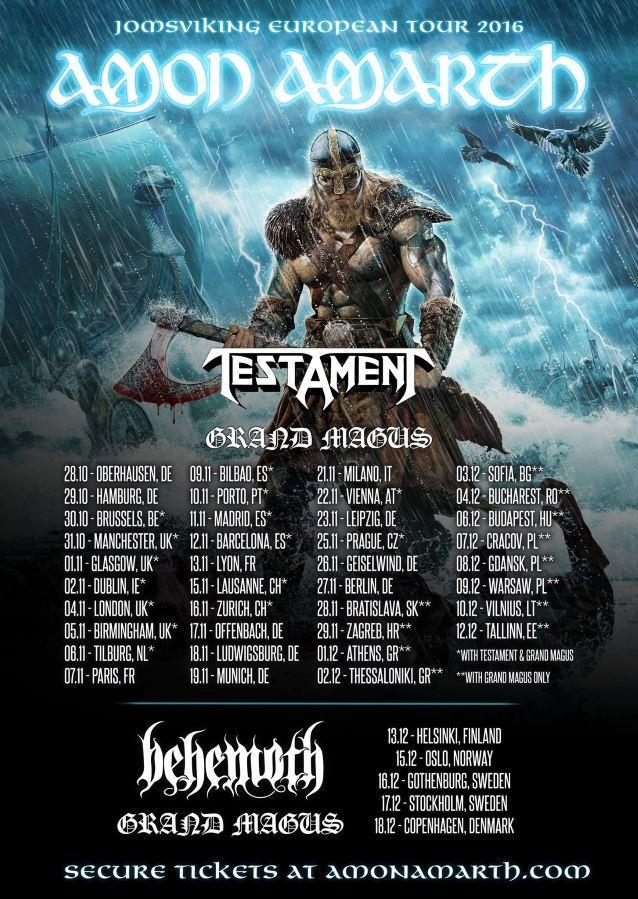 JOMSVIKING EUROPEAN TOUR 2016
AMON AMARTH
TESTAMENT
GRAND MAGUS
28.10 - OBERHAUSEN, DE
29.10 - HAMBURG, DE
30.10 - BRUSSELS, BE*
31.10 - MANCHESTER, UK*
01.11 - GLASGOW, UK*
02.11 - DUBLIN, IE*
04.11 - LONDON, UK*
05.11 - BIRMINGHAM, UK*
06.11 - TILBURG, NL*
07.11 - PARIS, FR
09.11 - BILBAO, ES*
10.11 - PORTO, PT*
11.11 - MADRID, ES*
12.11 - BARCELONA, ES*
13.11 - LYON, FR
15.11 - LAUSANNE, CH*
16.11 - ZURICH, CH*
17.11 - OFFENBACH, DE
18.11 - LUDWIGSBURG, DE
19.11 - MUNICH, DE
21.11 - MILANO, IT
22.11 - VIENNA, AT*
23.11 - LEIPZIG, DE
25.11 - PRAGUE, CZ*
26.11 - GEISELWIND, DE
27.11 - BERLIN, DE
28.11 - BRATISLAVA, SK**
29.11 - ZAGREB, HR**
01.12 - ATHENS, GR**
02.12 - THESSALONIKI, GR**
03.12 - SOFIA, BG**
04.12 - BUCHAREST, RO**
06.12 - BUDAPEST, HU**
07.12 - CRACOV, PL**
08.12 - GDANSK, PL**
09.12 - WARSAW, PL**
10.12 - VILNIUS, LT**
12.12 - TALLINN, EE**
*WITH TESTAMENT & GRAND MAGUS
**WITH GRAND MAGUS ONLY
behemoth
GRAND MAGUS
13.12 - HELSINKI, FINLAND
15.12 - OSLO, NORWAY
16.12 - GOTHENBURG, SWEDEN
17.12 - STOCKHOLM, SWEDEN
18.12 - COPENHAGEN, DENMARK
SECURE TICKETS AT AMONAMARTH.COM